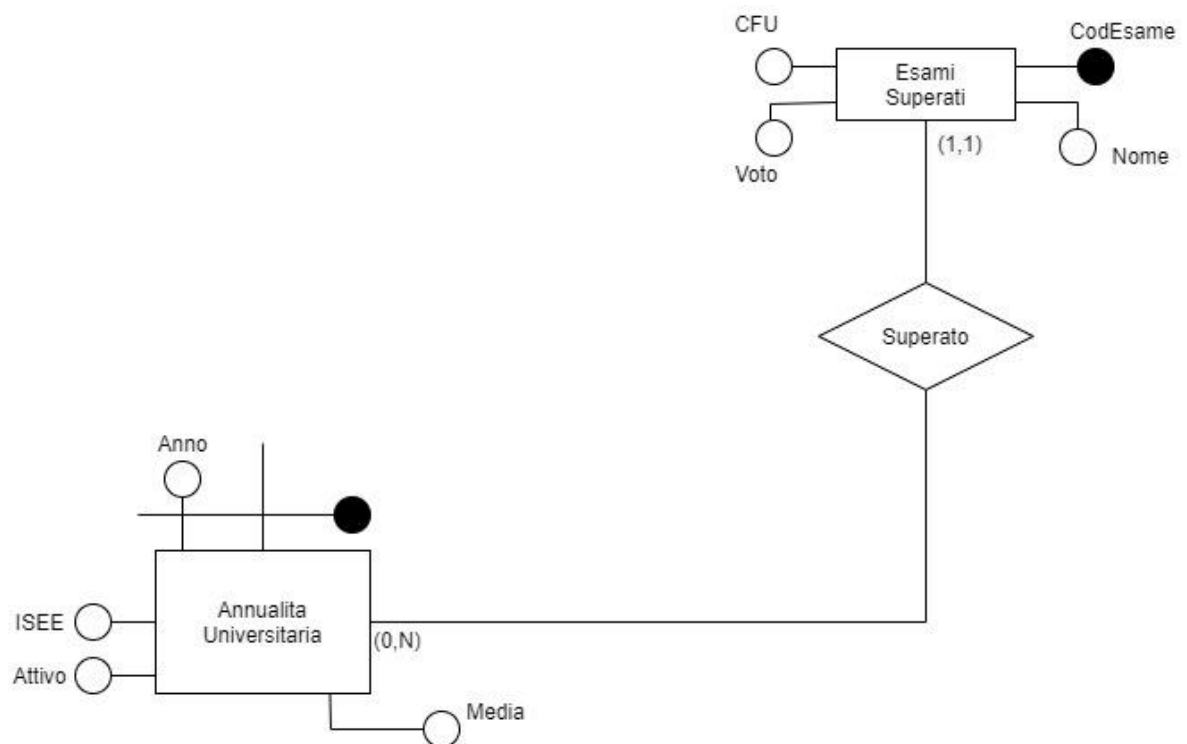 CFU
CodEsame
Esami
Superati
(1,1)
Voto
Nome
Superato
Anno
Annualita
Universitaria
ISEE
(0,N)
Attivo
Media